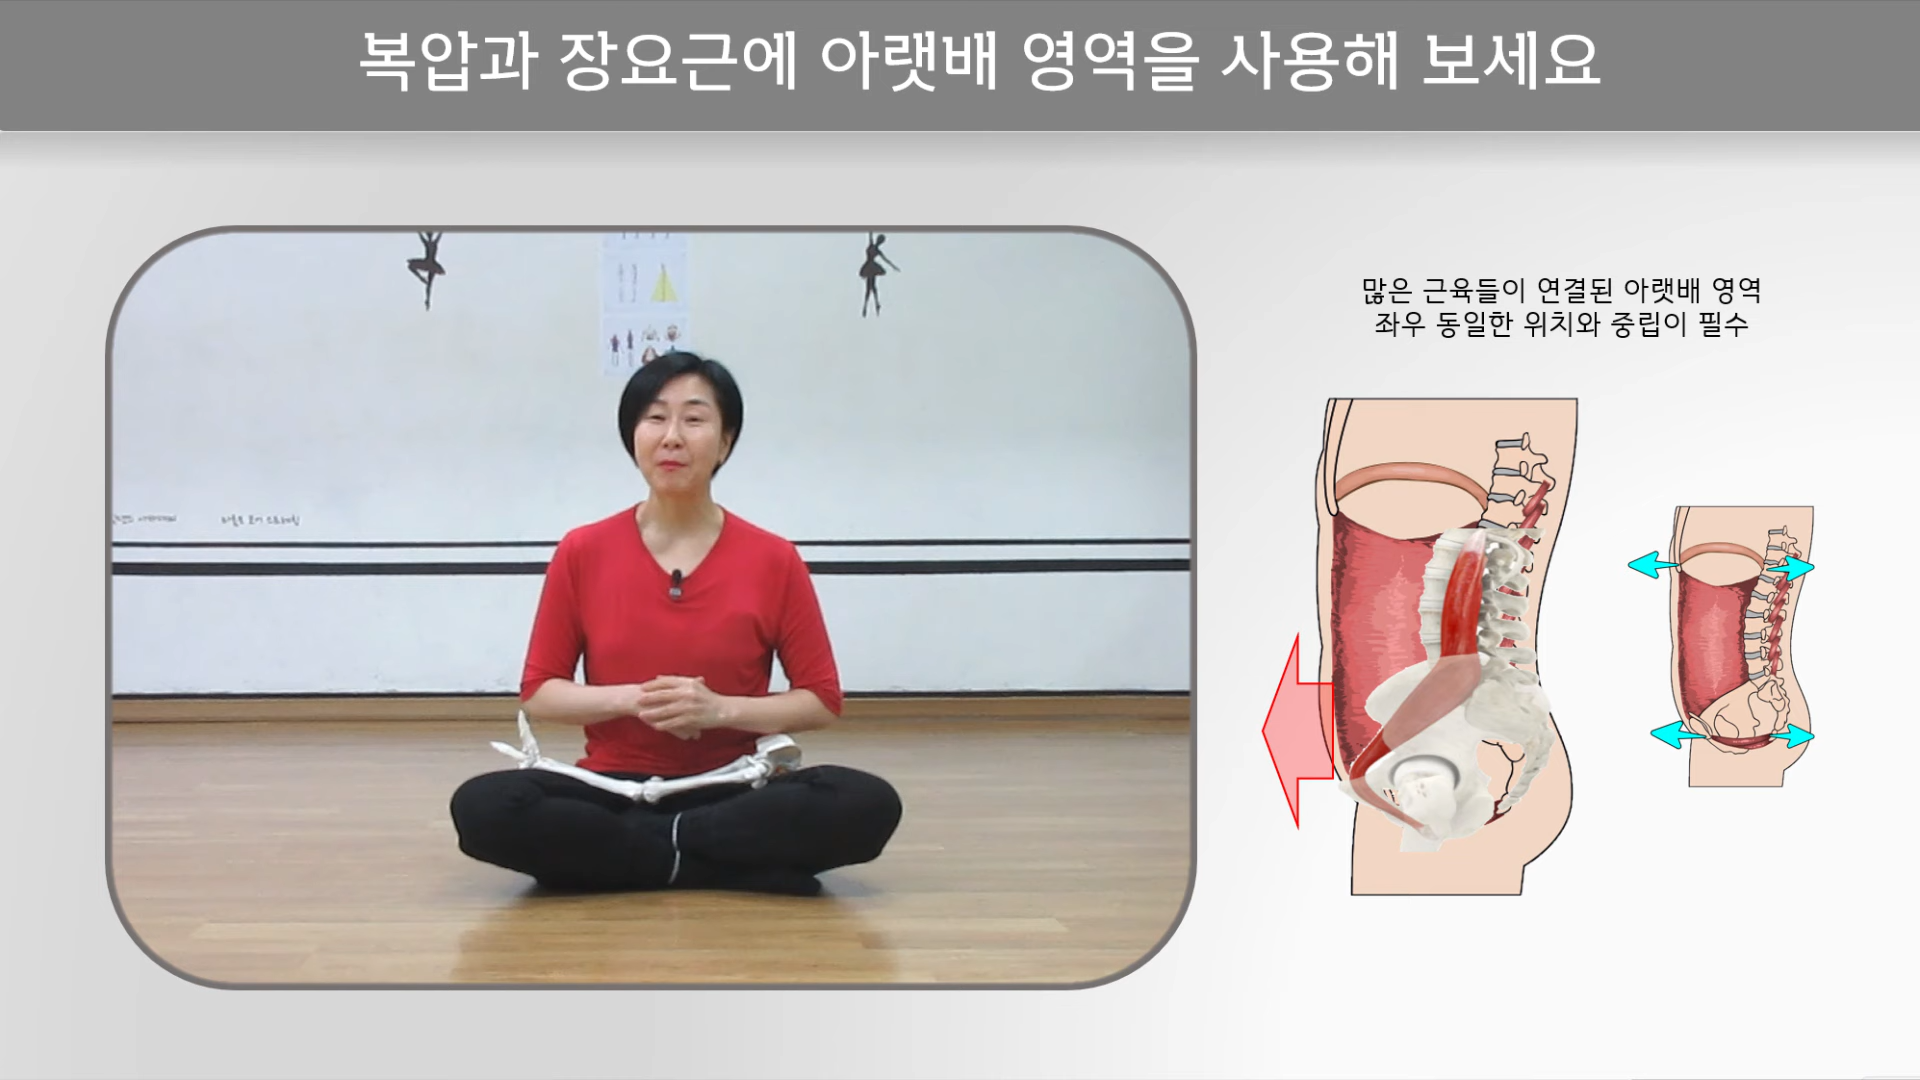 복압과 장요근에 아랫배 영역을 사용해 보세요
많은 근육들이 연결된 아랫배 영역
좌우 동일한 위치와 중립이 필수